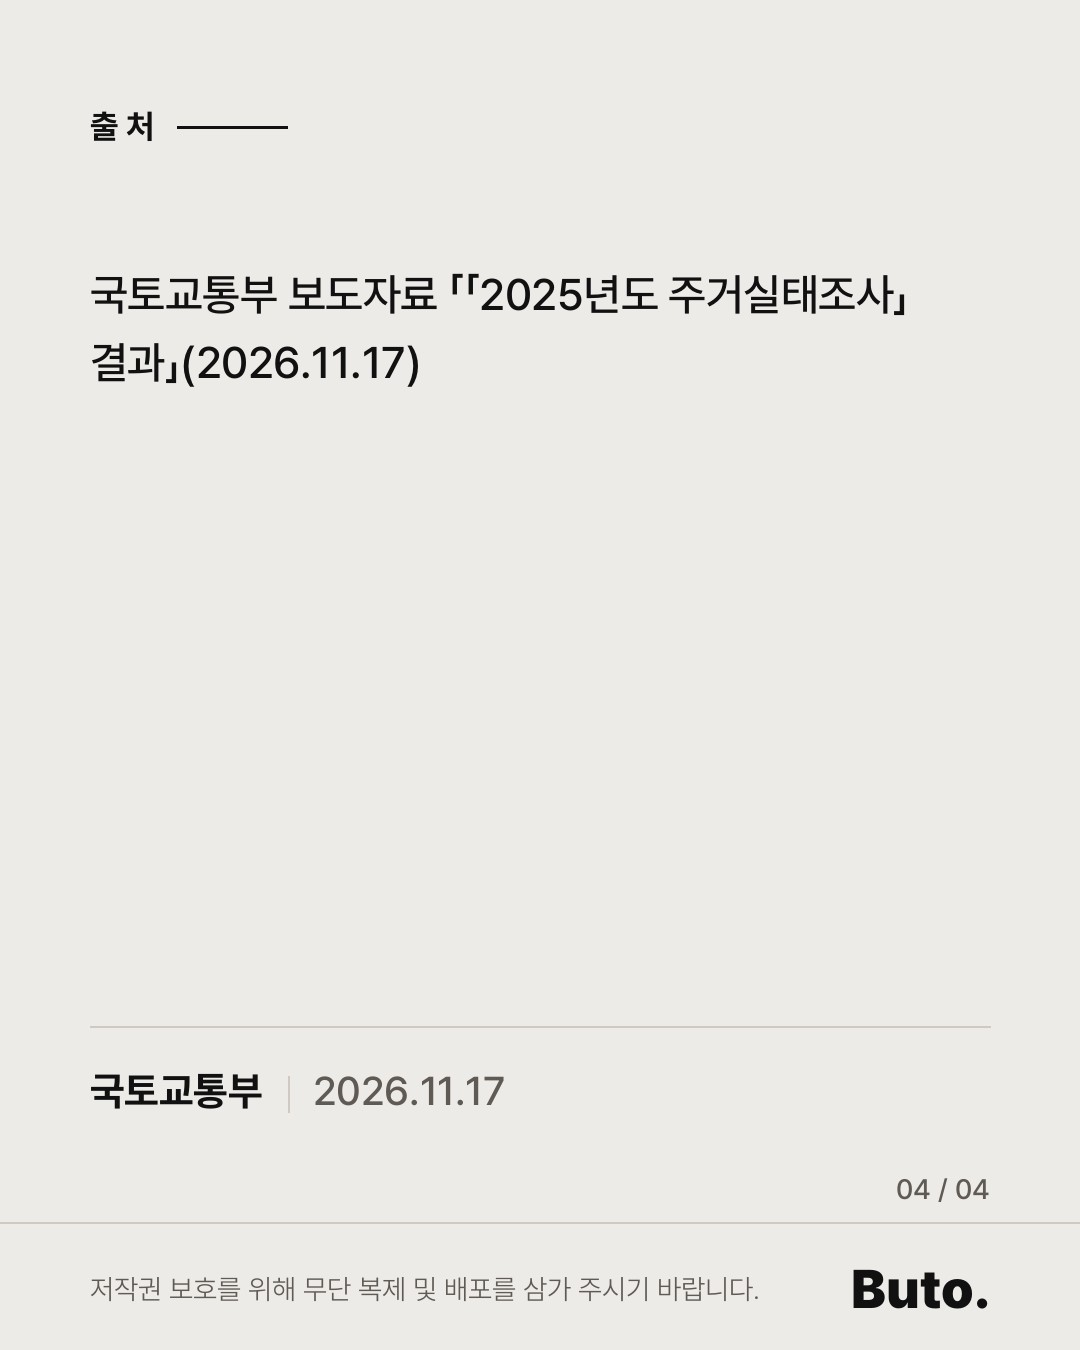 출처
국토교통부 보도자료 ｢｢2025년도 주거실태조사｣
결과｣(2026.11.17)
국토교통부 | 2026.11.17
04 / 04
저작권 보호를 위해 무단 복제 및 배포를 삼가 주시기 바랍니다.
Buto.